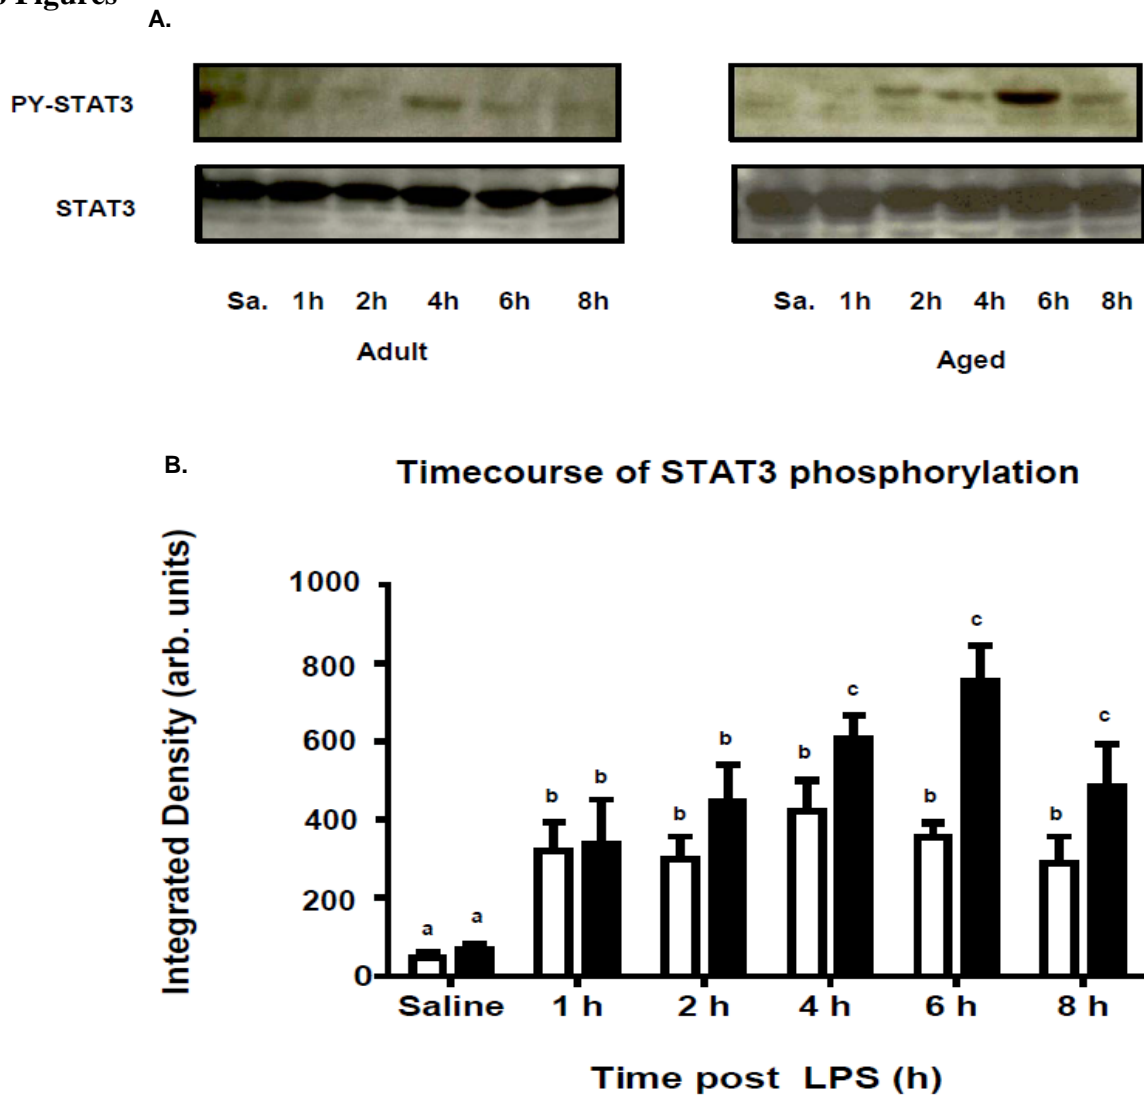 Figures
A.
PY-STAT3
STAT3
Sa. 1h 2h 4h 6h 8h
Sa. 1h 2h 4h 6h 8h
Adult
Aged
B.
Timecourse of STAT3 phosphorylation
Integrated Density (arb. units)
1000
800
600
400
200
0
a a b b b b b c b c b c
Saline 1 h 2 h 4 h 6 h 8 h
Time post LPS (h)